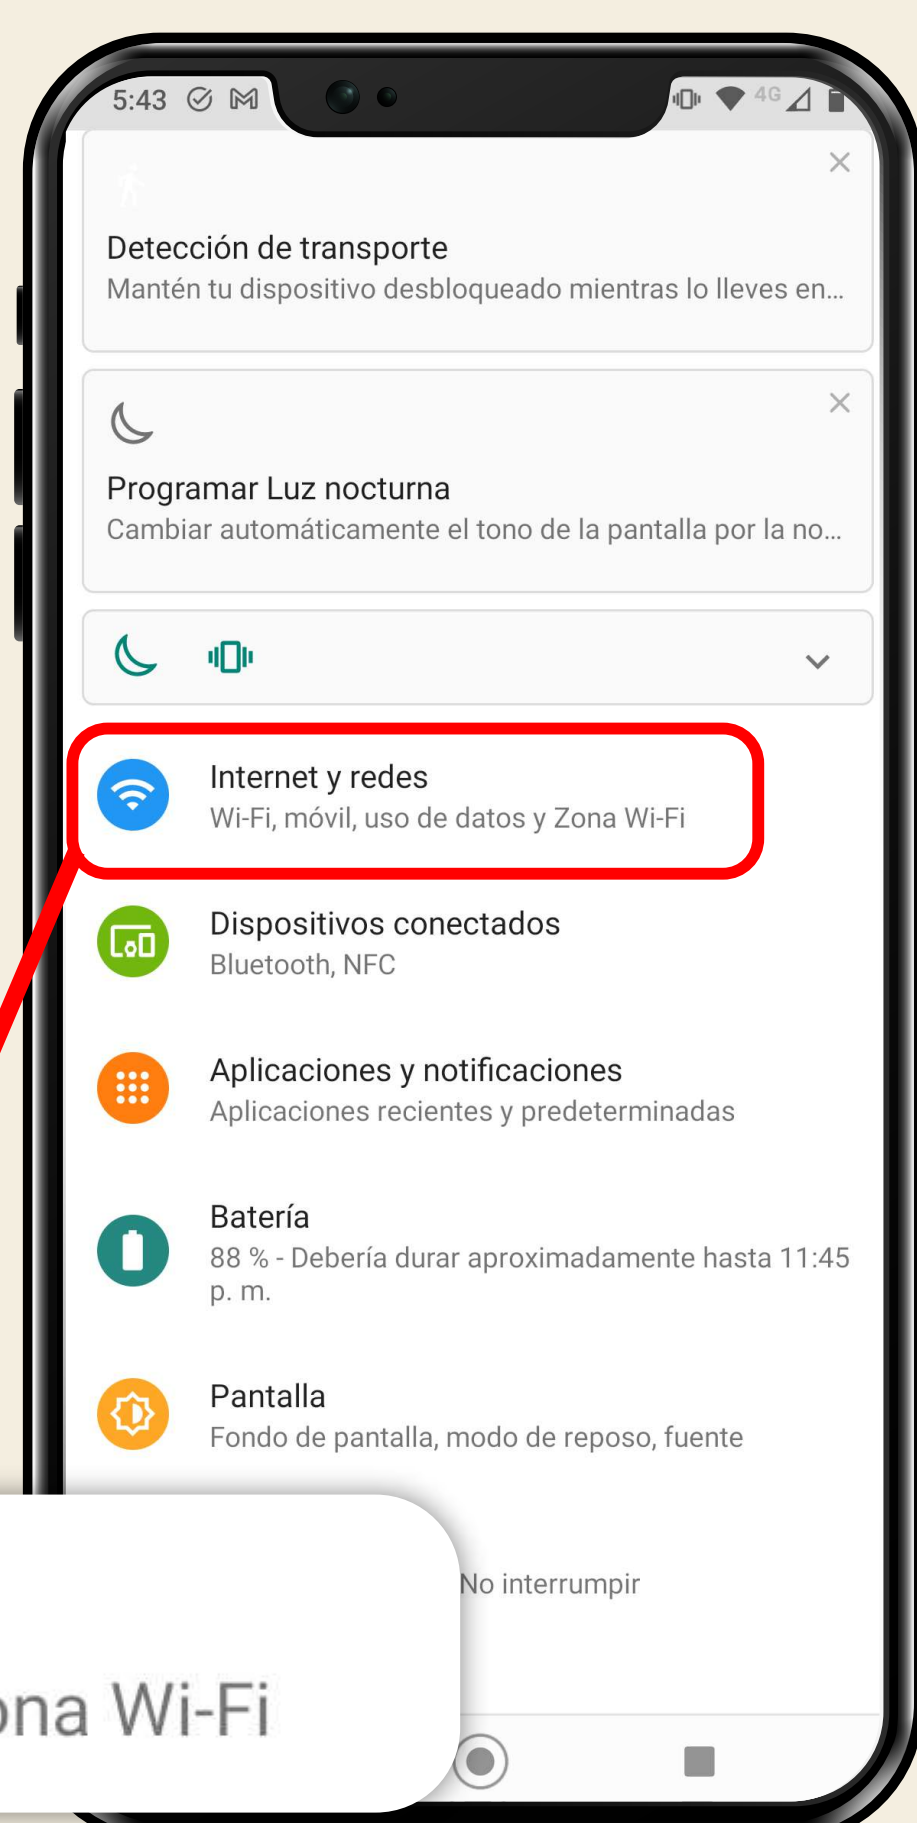 5:43
4G
Detección de transporte
Mantén tu dispositivo desbloqueado mientras lo lleves en...
Programar Luz nocturna
Cambiar automáticamente el tono de la pantalla por la no...
Internet y redes
Wi-Fi, móvil, uso de datos y Zona Wi-Fi
Dispositivos conectados
Bluetooth, NFC
Aplicaciones y notificaciones
Aplicaciones recientes y predeterminadas
Batería
88 % - Debería durar aproximadamente hasta 11:45
p. m.
Pantalla
Fondo de pantalla, modo de reposo, fuente
No interrumpir
Wi-Fi